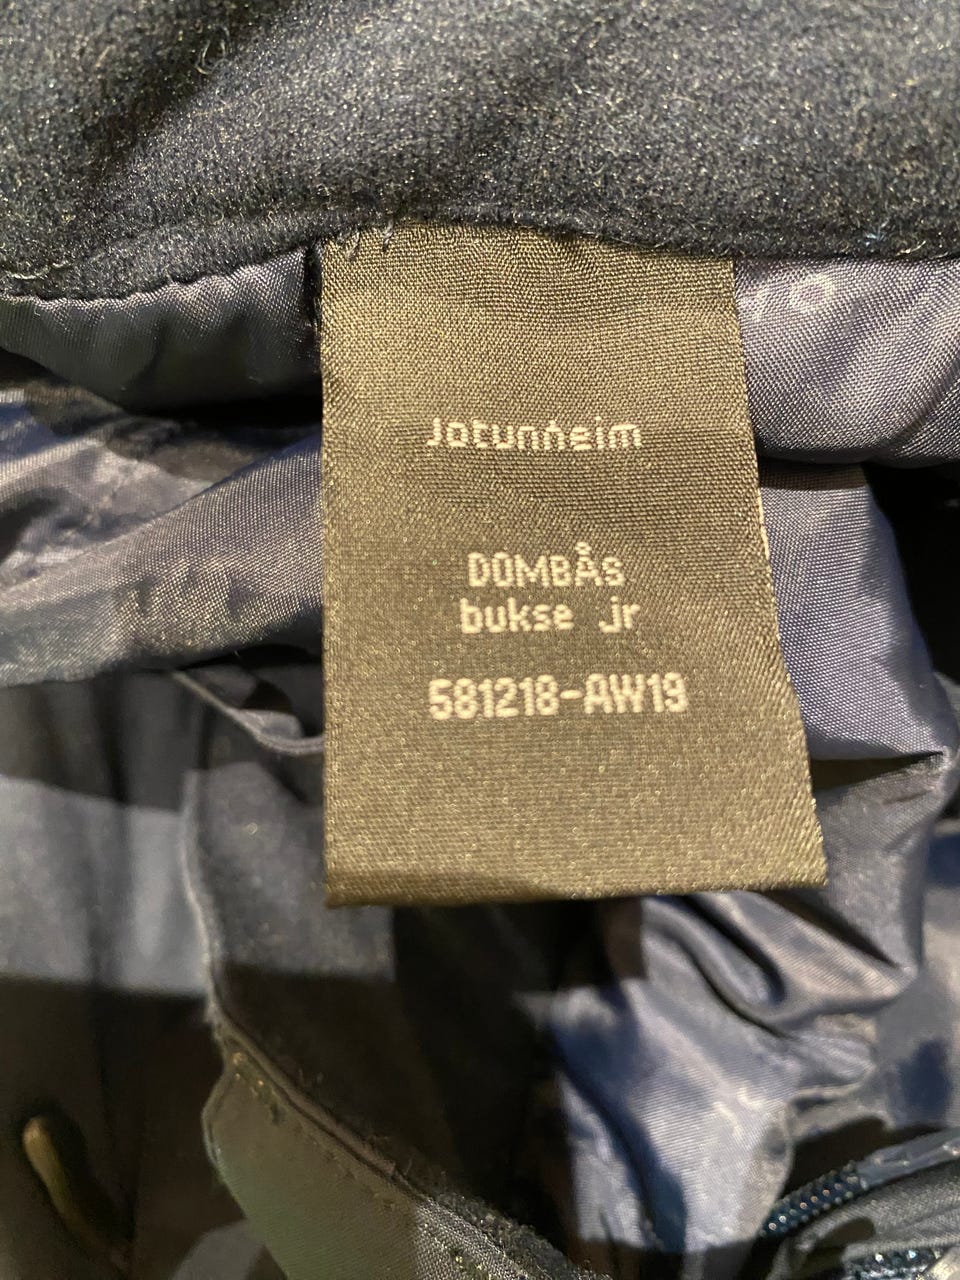 Jotunheim
DOMBÅs
bukse jr
581218-AW19